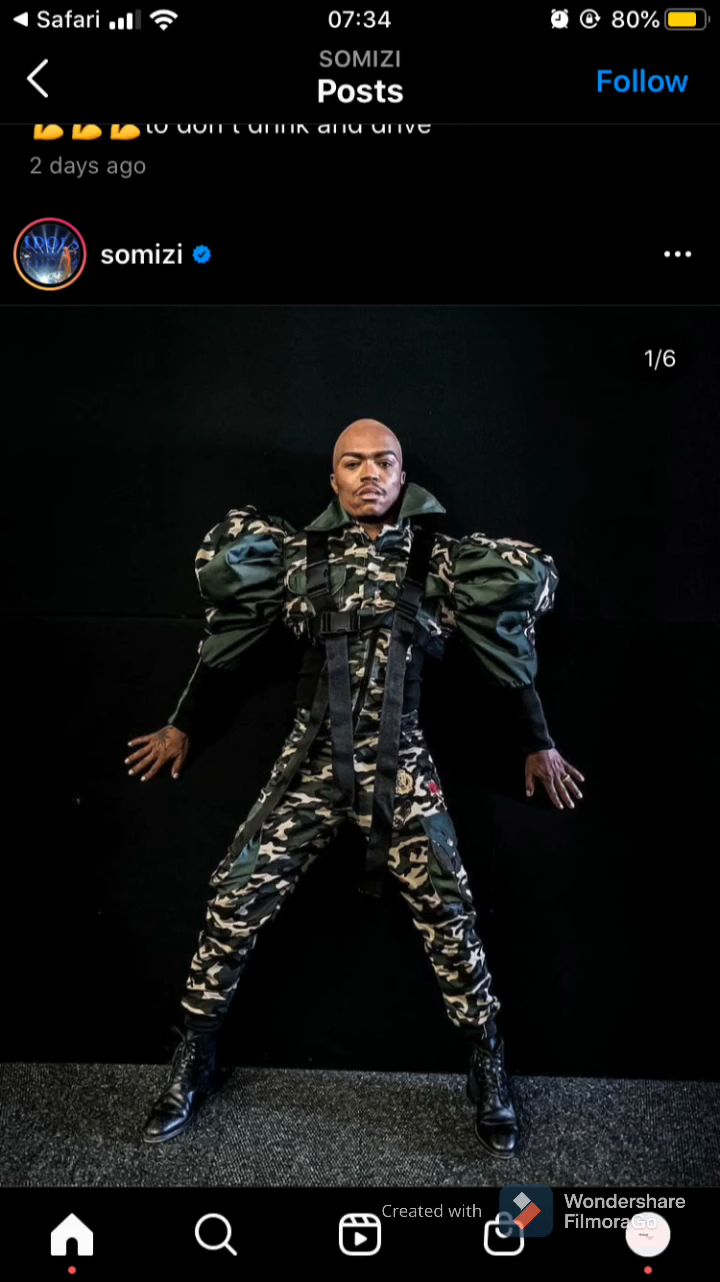 Safari 07:34 80%
SOMIZI
Posts
Follow
to don't drink and drive
2 days ago
somizi
1/6
Created with
Wondershare
FilmoraGo